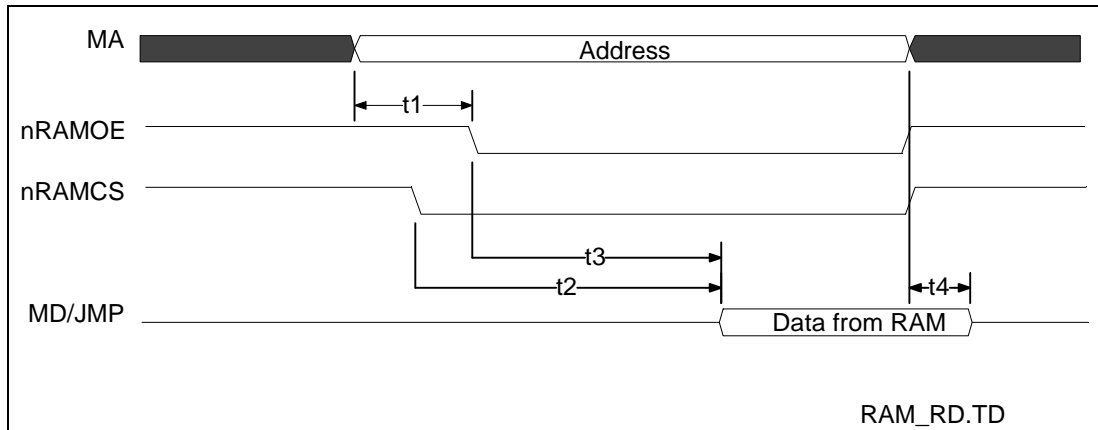 MA
Address
t1
nRAMOE
nRAMCS
t3
t2
t4
MD/JMP
Data from RAM
RAM_RD.TD